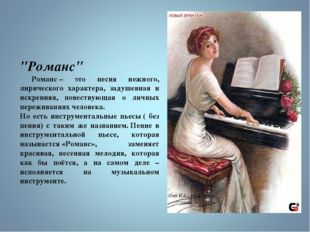 "Романс"
Романс – это песня нежного,
лирического характера, задушевная и
искренняя, повествующая о личных
переживаниях человека.
Но есть инструментальные пьесы ( без
пения) с таким же названием. Пение в
инструментальной пьесе, которая
называется «Романс», заменяет
красивая, песенная мелодия, которая
как бы поётся, а на самом деле –
исполняется на музыкальном
инструменте.
НОВЫЙ ЭРМИТАЖ